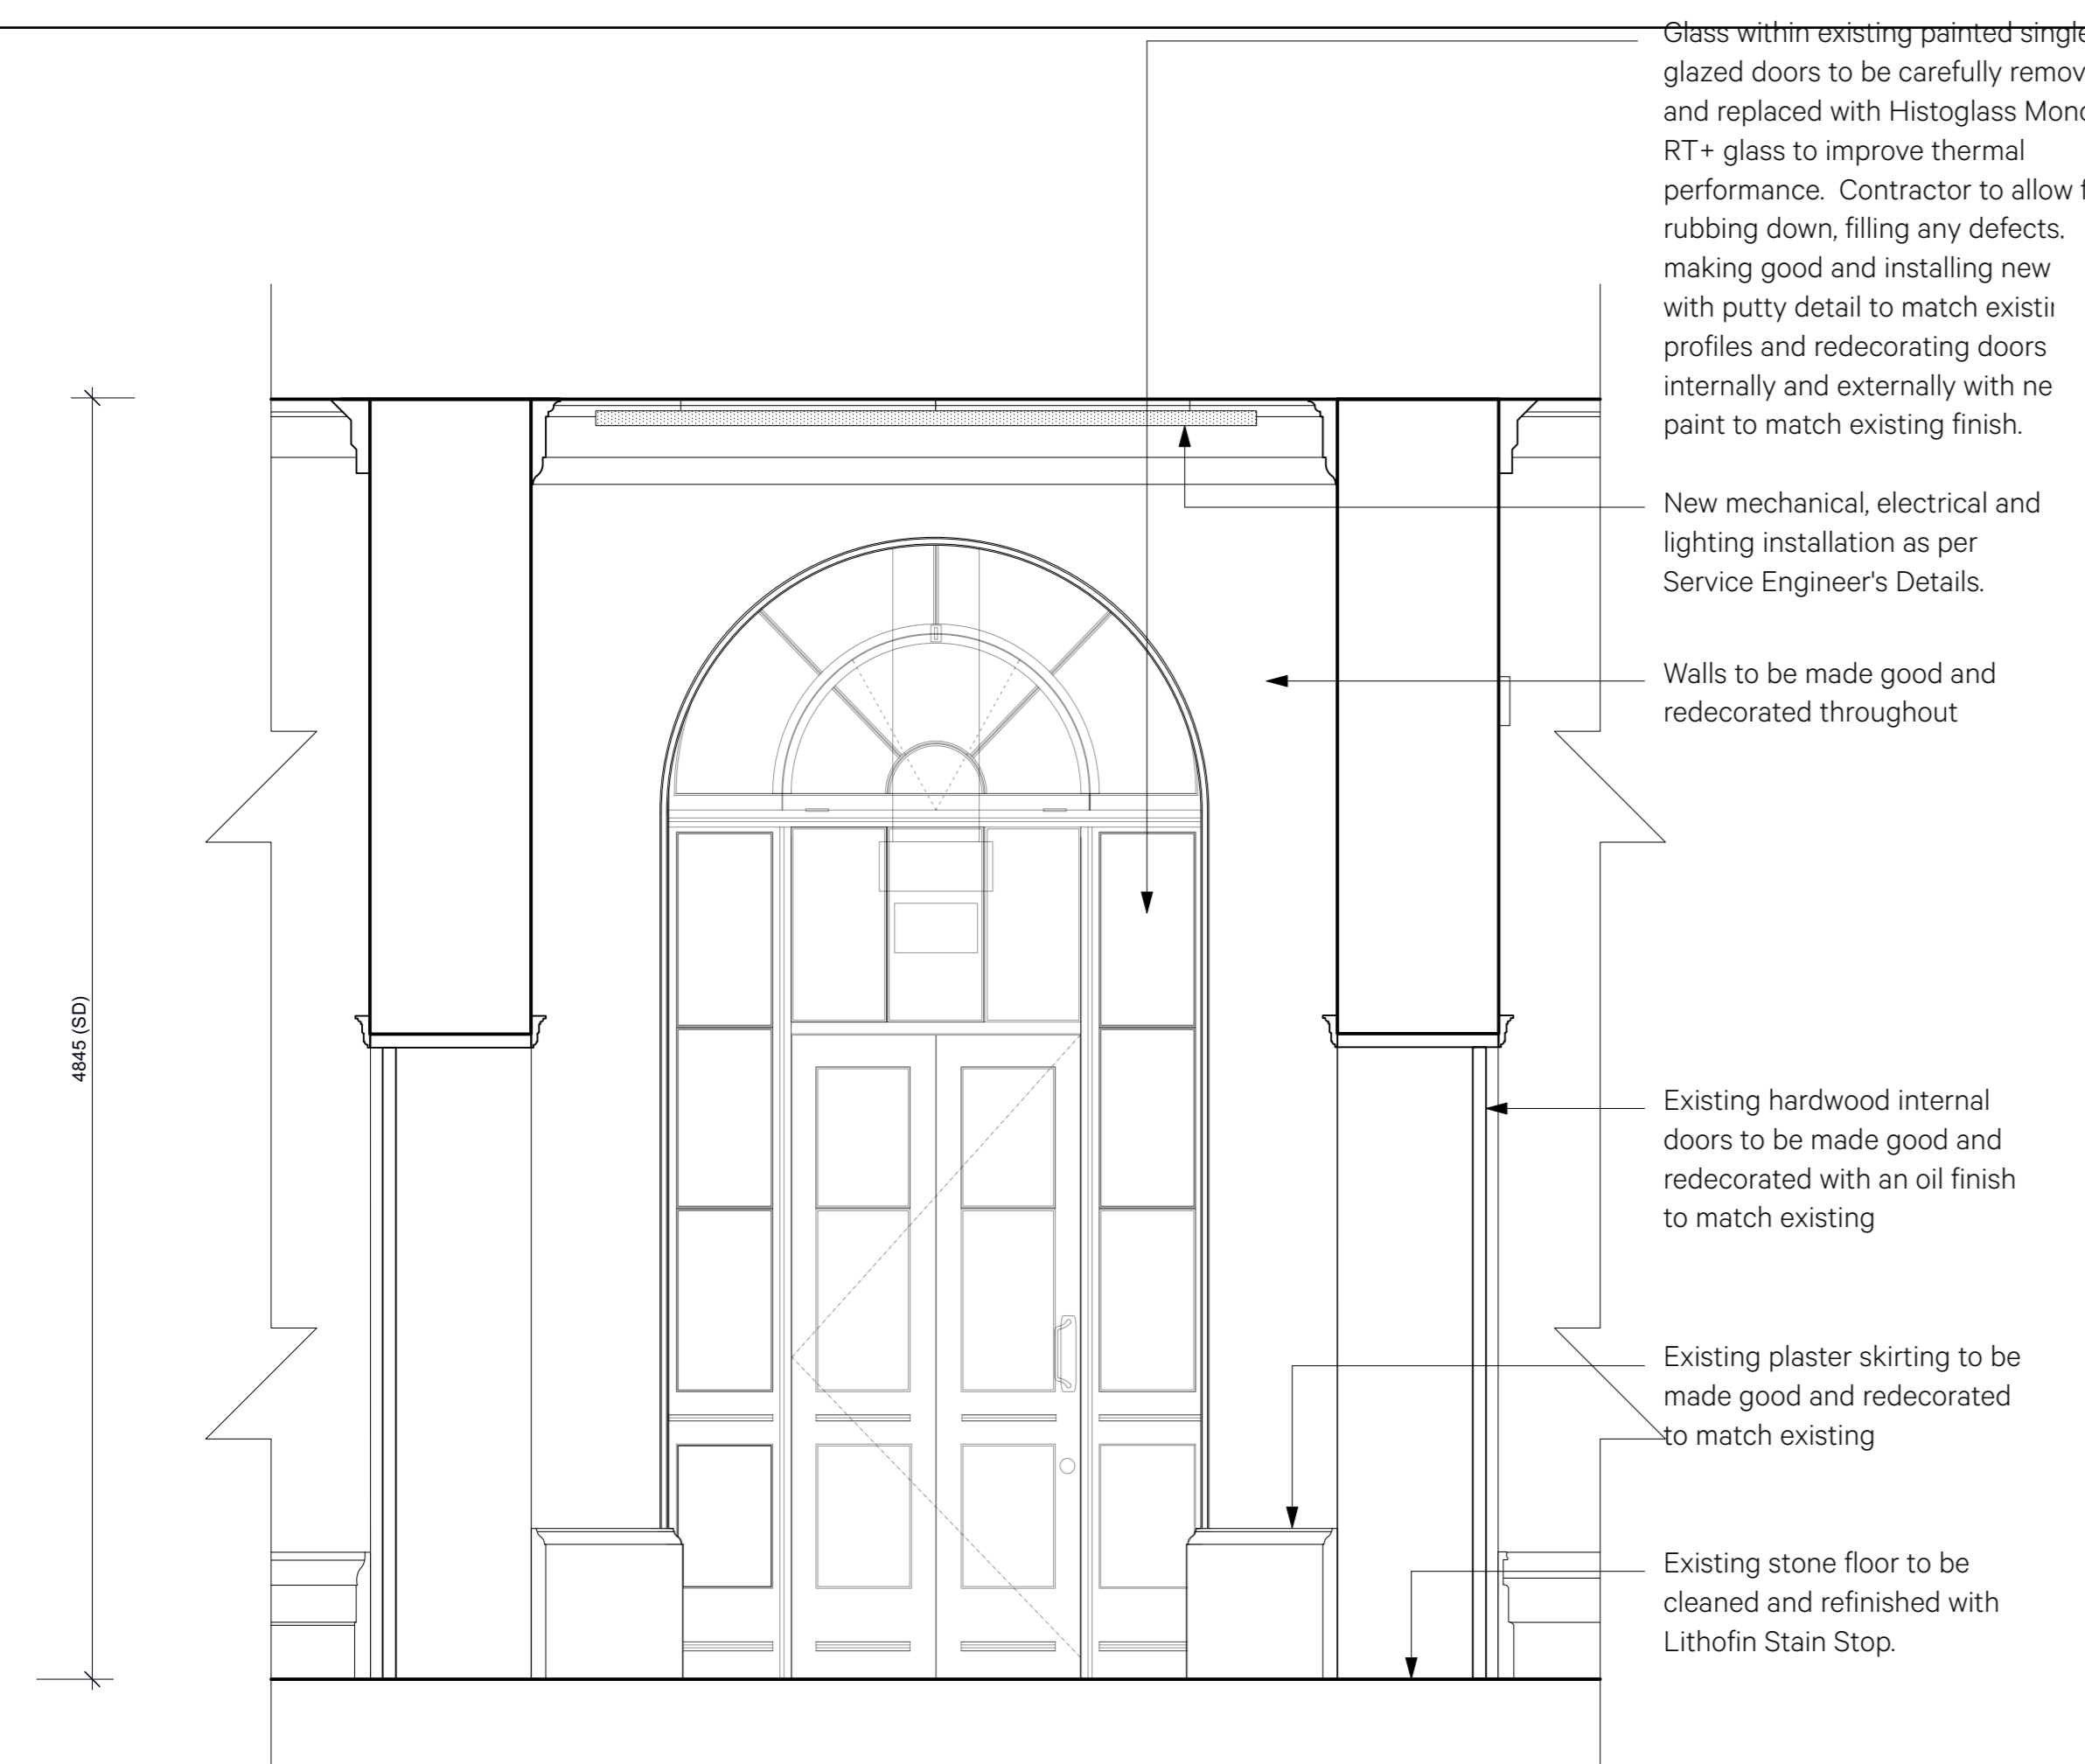 Glass within existing painted single
glazed doors to be carefully remov
and replaced with Histoglass Mono
RT+ glass to improve thermal
performance. Contractor to allow f
rubbing down, filling any defects.
making good and installing new
with putty detail to match existin
profiles and redecorating doors
internally and externally with ne
paint to match existing finish.
New mechanical, electrical and
lighting installation as per
Service Engineer's Details.
Walls to be made good and
redecorated throughout
4845 (SD)
Existing hardwood internal
doors to be made good and
redecorated with an oil finish
to match existing
Existing plaster skirting to be
made good and redecorated
to match existing
Existing stone floor to be
cleaned and refinished with
Lithofin Stain Stop.